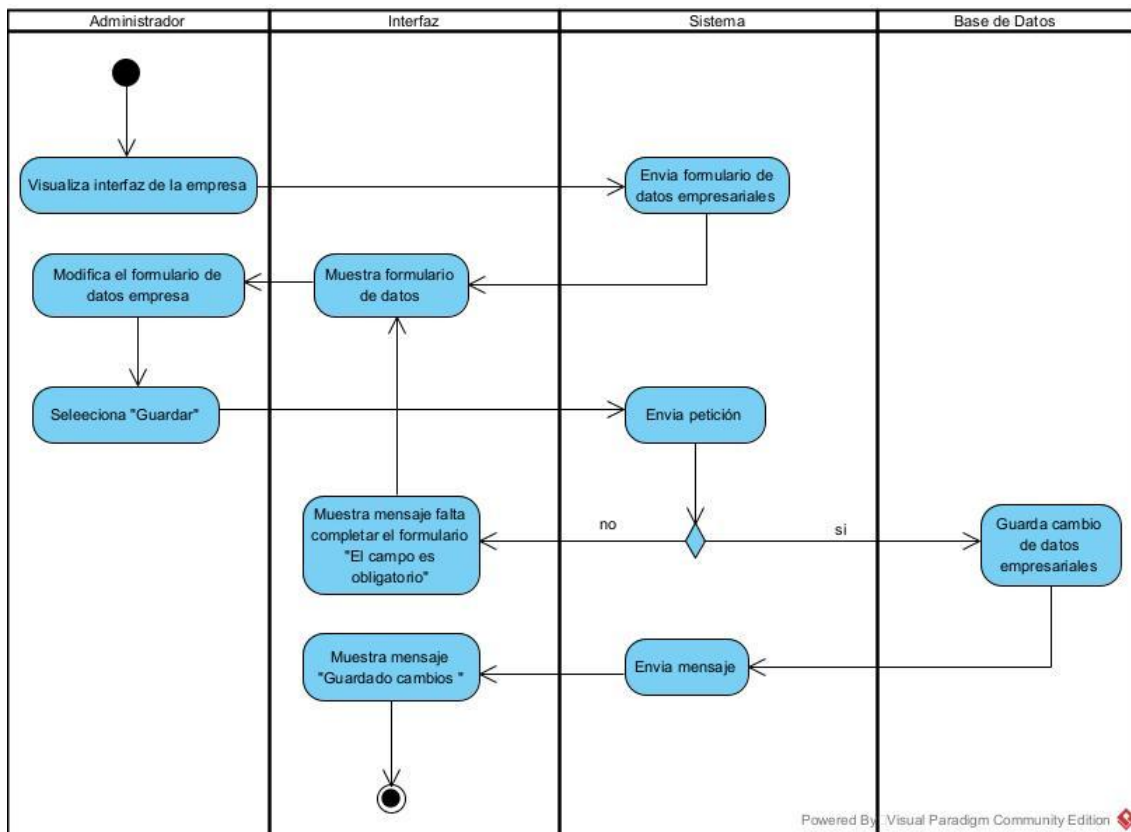 Administrador
Interfaz
Sistema
Base de Datos
Visualiza interfaz de la empresa
Envia formulario de
datos empresariales
Modifica el formulario de
datos empresa
Muestra formulario
de datos
Seleeciona "Guardar"
Envia petición
Muestra mensaje falta
completar el formulario
"El campo es
obligatorio"
no
si
Guarda cambio
de datos
empresariales
Muestra mensaje
"Guardado cambios "
Envia mensaje
Powered By Visual Paradigm Community Edition